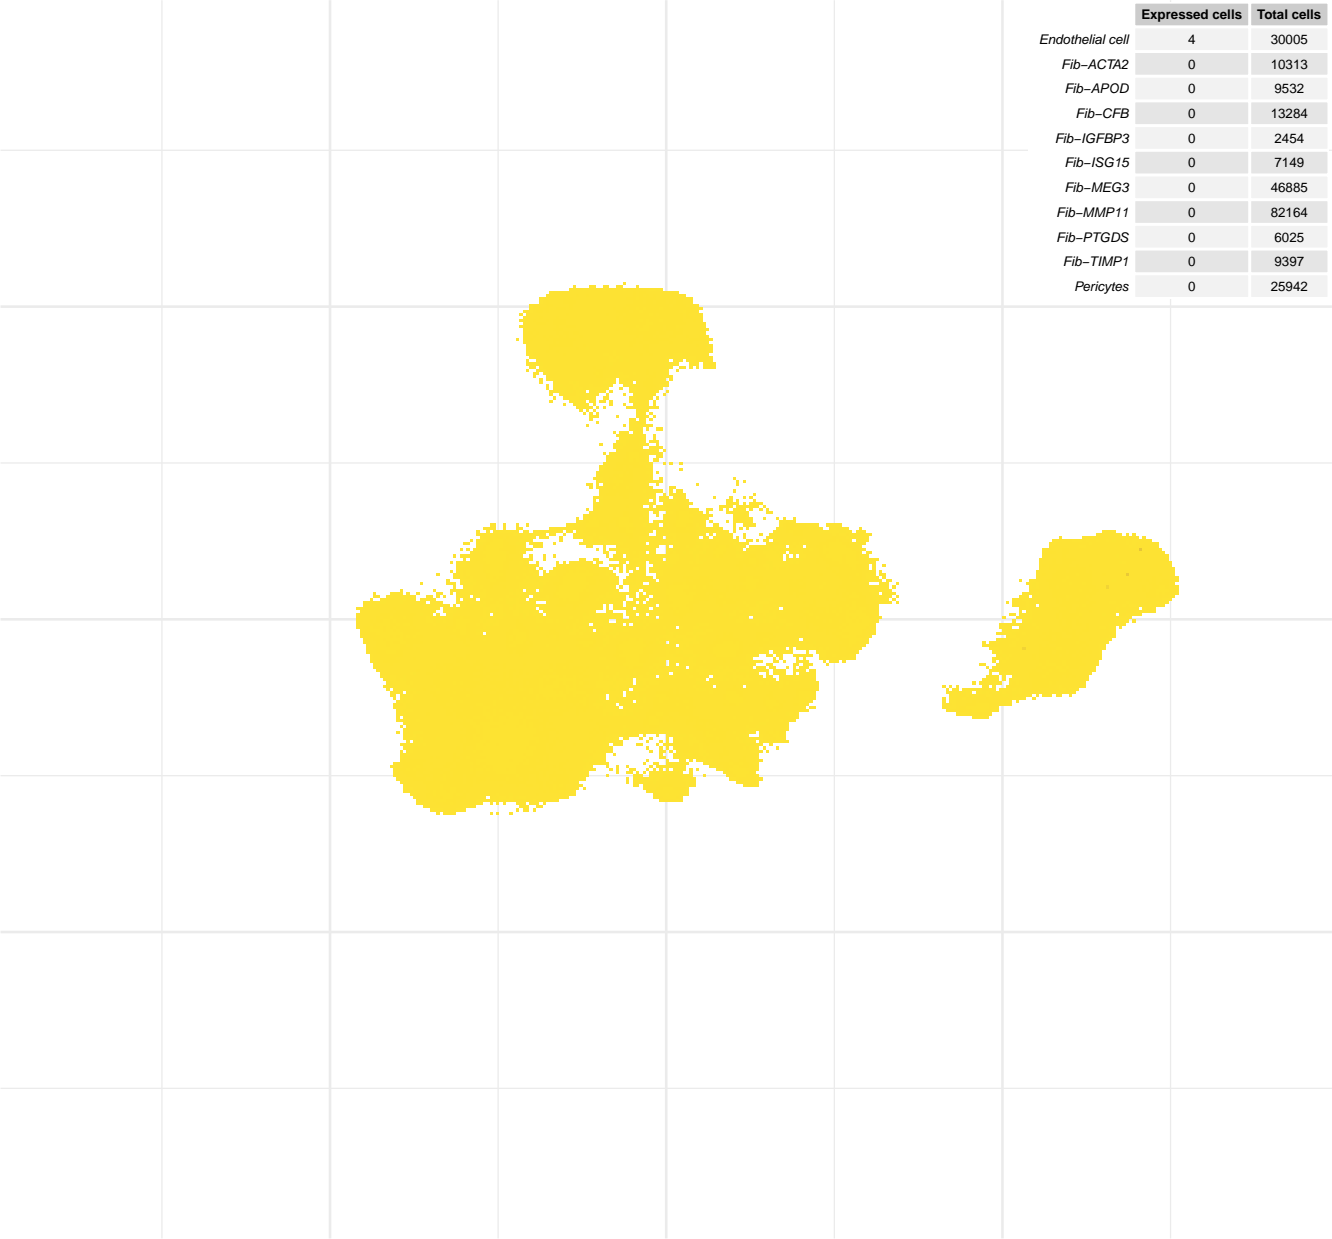 Expressed cells Total cells
Endothelial cell 4 30005
Fib−ACTA2 0 10313
Fib−APOD 0 9532
Fib−CFB 0 13284
Fib−IGFBP3 0 2454
Fib−ISG15 0 7149
Fib−MEG3 0 46885
Fib−MMP11 0 82164
Fib−PTGDS 0 6025
Fib−TIMP1 0 9397
Pericytes 0 25942